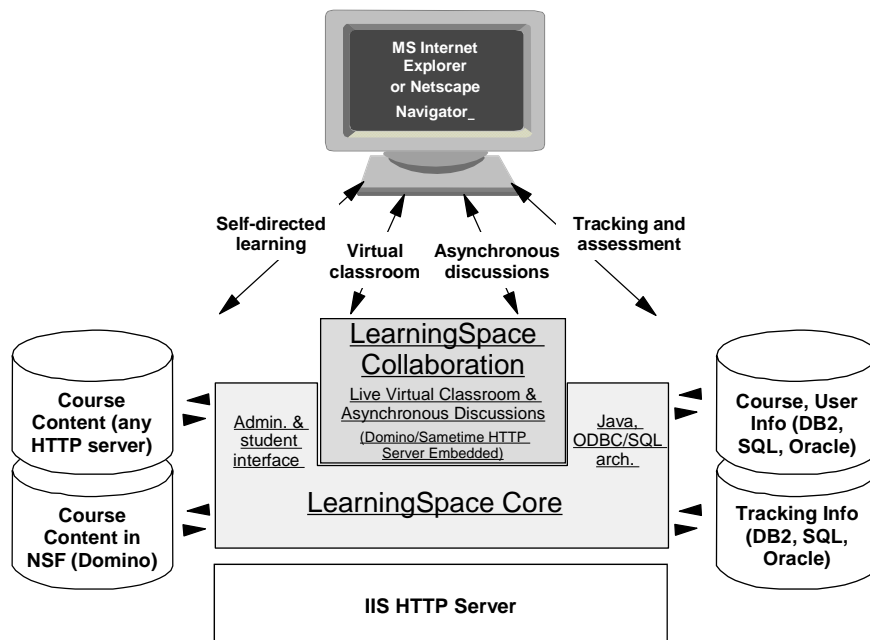 MS Internet
Explorer
or Netscape
Navigator_
Self-directed
learning
Virtual
classroom
Asynchronous
discussions
Tracking and
assessment
Course
Content (any
HTTP server)
Course
Content in
NSF (Domino)
LearningSpace
Collaboration
Live Virtual Classroom &
Asynchronous Discussions
(Domino/Sametime HTTP
Server Embedded)
Admin. &
student
interface
Java,
ODBC/SQL
arch.
LearningSpace Core
Course, User
Info (DB2,
SQL, Oracle)
Tracking Info
(DB2, SQL,
Oracle)
IIS HTTP Server